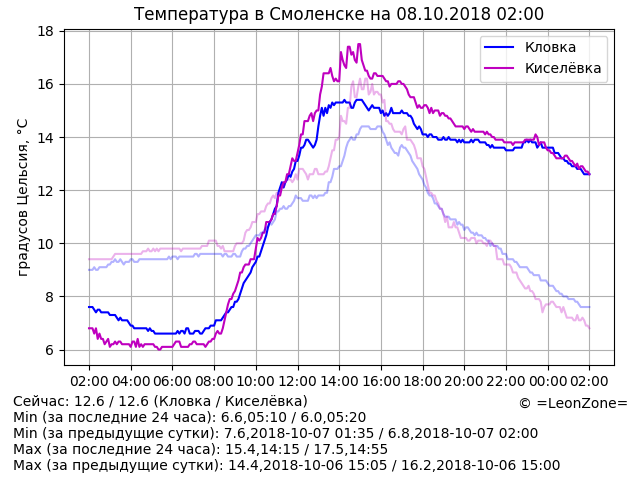 Температура в Смоленске на 08.10.2018 02:00
18
16
14
12
10
8
6
градусов Цельсия, °C
Кловка
Киселёвка
02:00 04:00 06:00 08:00 10:00 12:00 14:00 16:00 18:00 20:00 22:00 00:00 02:00
Сейчас: 12.6 / 12.6 (Кловка / Киселёвка)
© =LeonZone=
Min (за последние 24 часа): 6.6,05:10 / 6.0,05:20
Min (за предыдущие сутки): 7.6,2018-10-07 01:35 / 6.8,2018-10-07 02:00
Max (за последние 24 часа): 15.4,14:15 / 17.5,14:55
Max (за предыдущие сутки): 14.4,2018-10-06 15:05 / 16.2,2018-10-06 15:00